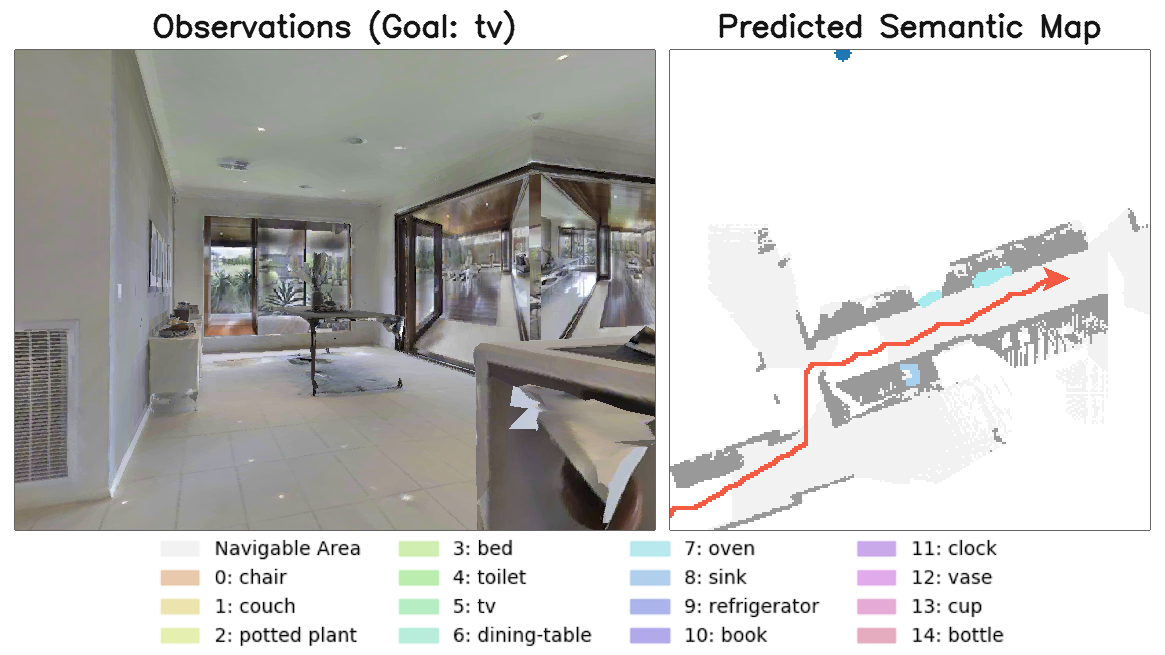 Observations (Goal: tv)
Predicted Semantic Map
Navigable Area
0: chair
1: couch
2: potted plant
3: bed
4: toilet
5: tv
6: dining-table
7: oven
8: sink
9: refrigerator
10: book
11: clock
12: vase
13: cup
14: bottle